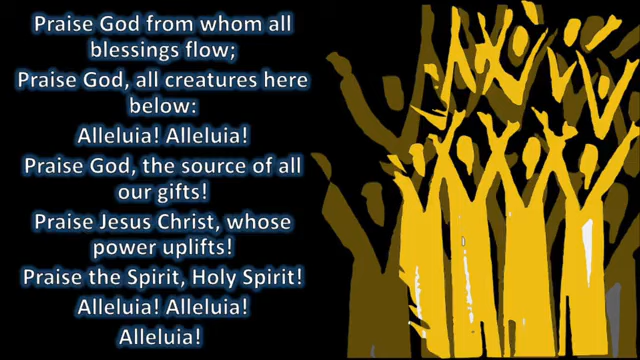 Praise God from whom all
blessings flow;
Praise God, all creatures here
below:
Alleluia! Alleluia!
Praise God, the source of all
our gifts!
Praise Jesus Christ, whose
power uplifts!
Praise the Spirit, Holy Spirit!
Alleluia! Alleluia!
Alleluia!